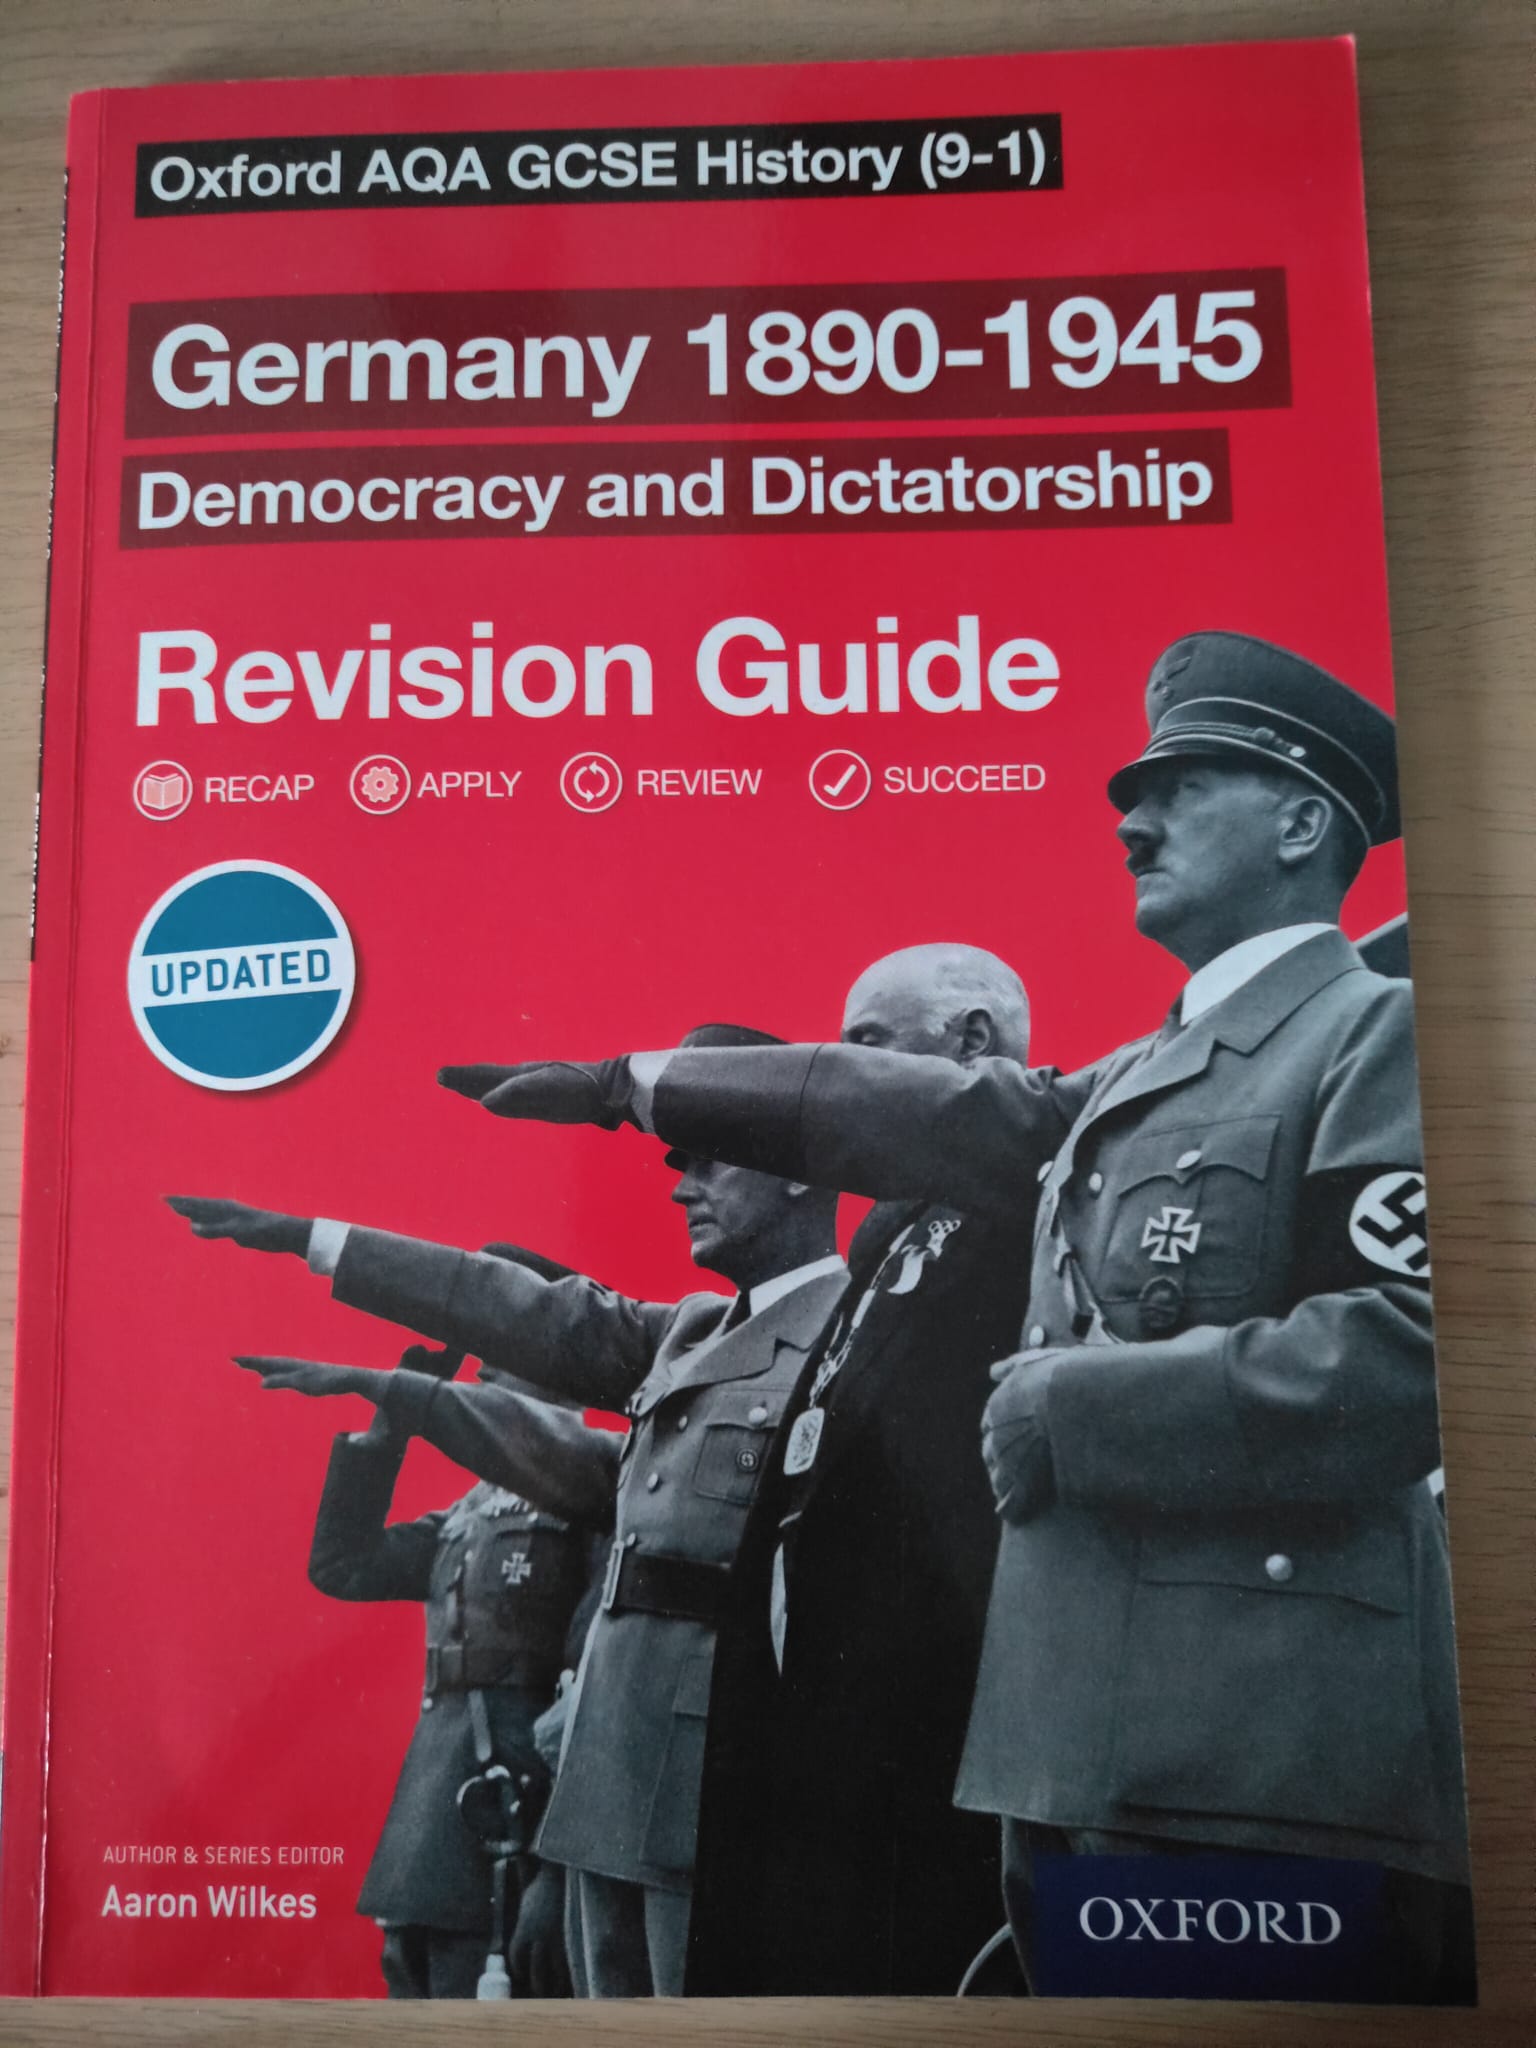 Oxford AQA GCSE History (9-1)
Germany 1890-1945
Democracy and Dictatorship
Revision Guide
RECAP APPLY REVIEW SUCCEED
UPDATED
AUTHOR & SERIES EDITOR
Aaron Wilkes
OXFORD